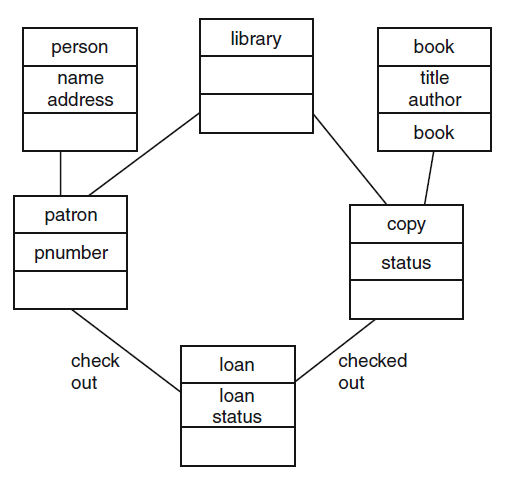 person
name
address
library
book
title
author
book
patron
pnumber
copy
status
check
out
loan
loan
status
checked
out